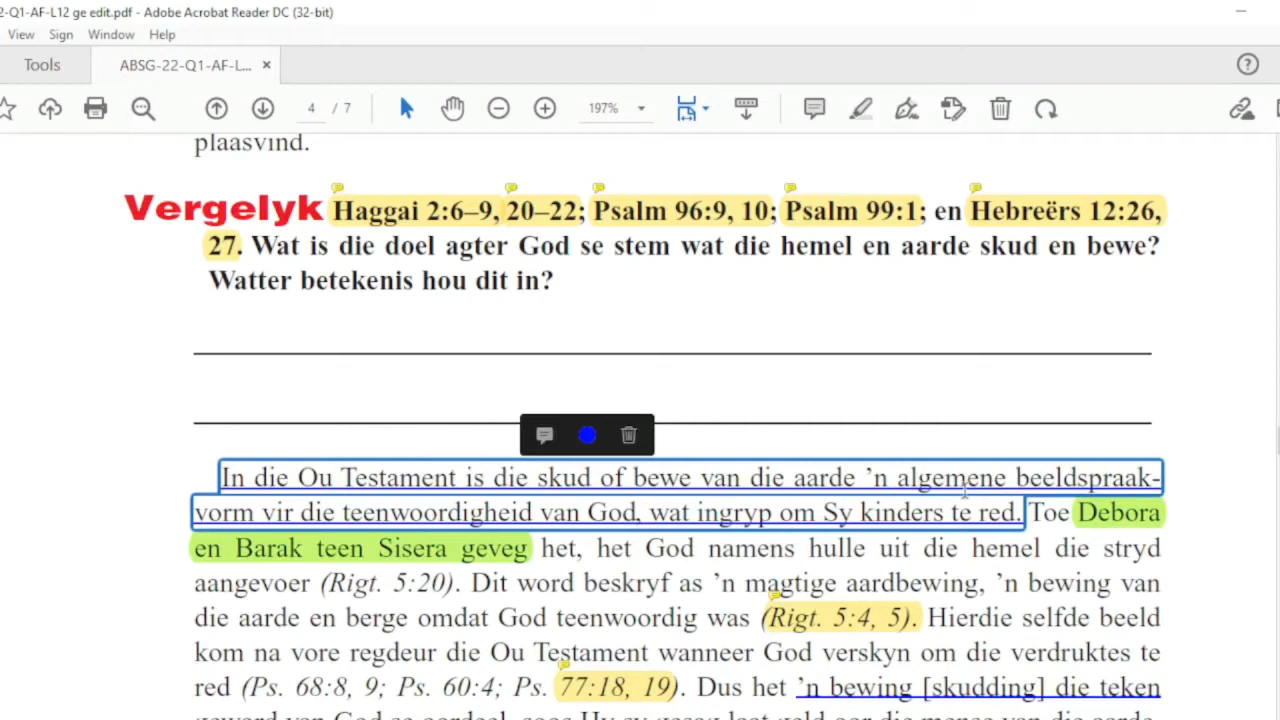 2-Q1-AF-L12 ge edit.pdf - Adobe Acrobat Reader DC (32-bit)
View Sign Window Help
Tools ABSG-22-Q1-AF-L... ×
4 / 7 197%
plaasvind.
Vergelyk Haggai 2:6–9, 20–22; Psalm 96:9, 10; Psalm 99:1; en Hebreërs 12:26,
27. Wat is die doel agter God se stem wat die hemel en aarde skud en bewe?
Watter betekenis hou dit in?
In die Ou Testament is die skud of bewe van die aarde ’n algemene beeldspraak-
vorm vir die teenwoordigheid van God, wat ingryp om Sy kinders te red. Toe Debora
en Barak teen Sisera geveg het, het God namens hulle uit die hemel die stryd
aangevoer (Rigt. 5:20). Dit word beskryf as ’n magtige aardbewing, ’n bewing van
die aarde en berge omdat God teenwoordig was (Rigt. 5:4, 5). Hierdie selfde beeld
kom na vore regdeur die Ou Testament wanneer God verskyn om die verdruktes te
red (Ps. 68:8, 9; Ps. 60:4; Ps. 77:18, 19). Dus het ’n bewing [skudding] die teken